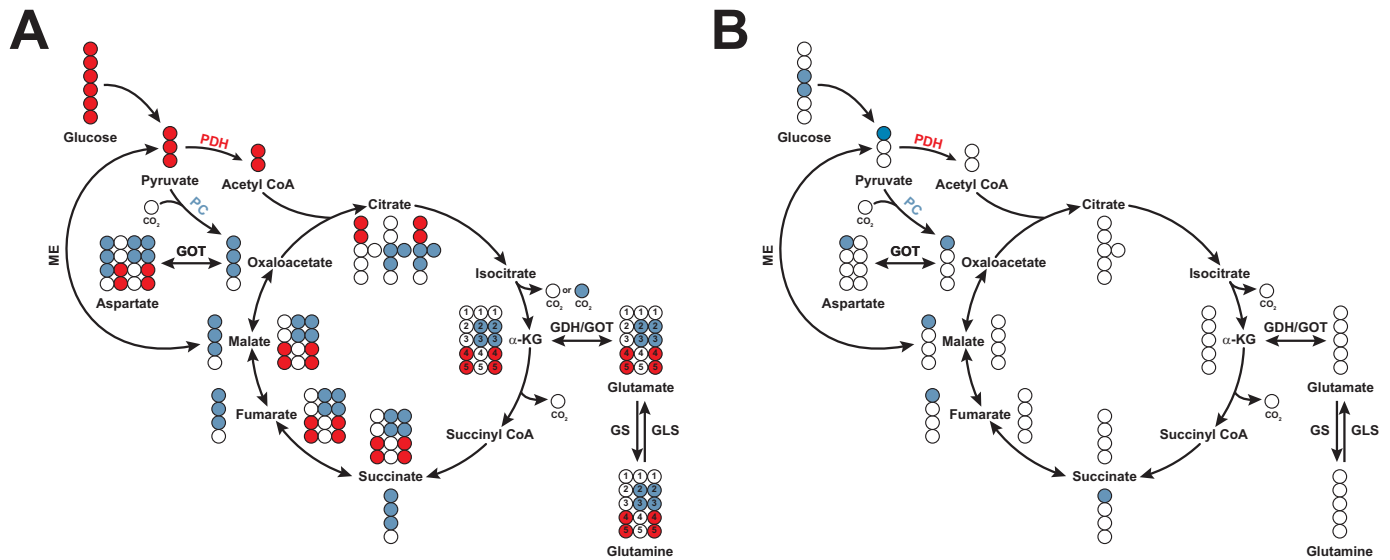 A
Glucose
PDH
Pyruvate
Acetyl CoA
PC
CO2
Citrate
ME
GOT
Oxaloacetate
Aspartate
Isocitrate
or
CO2
CO2
Malate
1 1 1
2 2 2
3 3 3
4 4 4
5 5 5
α-KG
GDH/GOT
1 1 1
2 2 2
3 3 3
4 4 4
5 5 5
Glutamate
CO2
Fumarate
Succinyl CoA
GS
GLS
Succinate
1 1 1
2 2 2
3 3 3
4 4 4
5 5 5
Glutamine
B
Glucose
PDH
Pyruvate
Acetyl CoA
PC
CO2
Citrate
ME
GOT
Oxaloacetate
Aspartate
Isocitrate
CO2
Malate
α-KG
GDH/GOT
Glutamate
CO2
Fumarate
Succinyl CoA
GS
GLS
Succinate
Glutamine